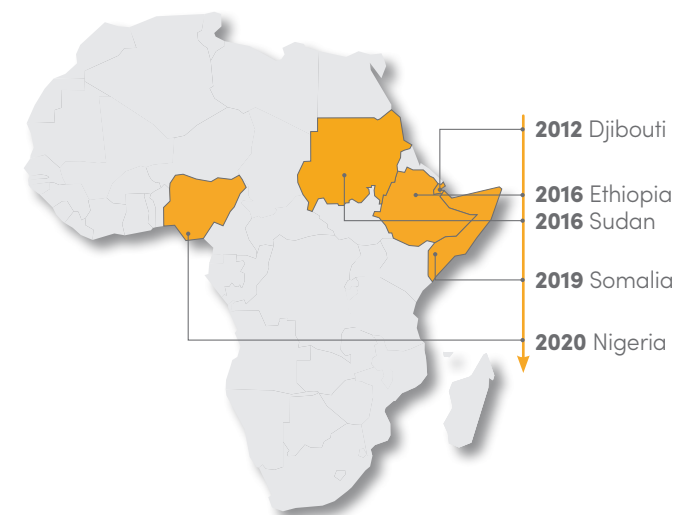 2012 Djibouti
2016 Ethiopia
2016 Sudan
2019 Somalia
2020 Nigeria